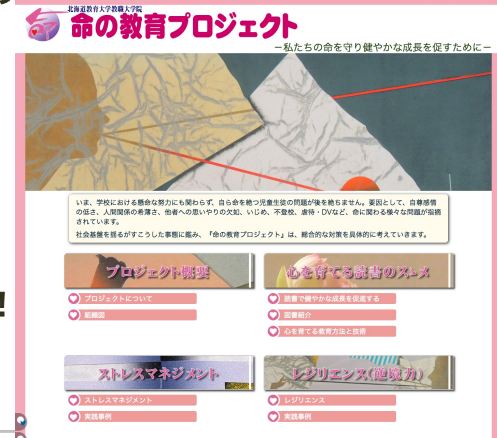 北海道教育大学教職大学院
命の教育プロジェクト
－私たちの命を守り健やかな成長を促すために－
いま、学校における懸命な努力にも関わらず、自ら命を絶つ児童生徒の問題が後を絶ちません。要因として、自尊感情
の低さ、人間関係の希薄さ、他者への思いやりの欠如、いじめ、不登校、虐待・DVなど、命に関わる様々な問題が指摘
されています。
社会基盤を揺るがすこうした事態に鑑み、『命の教育プロジェクト』は、総合的な対策を具体的に考えていきます。
プロジェクト概要
心を育てる読書のススメ
プロジェクトについて
読書で健やかな成長を促進する
組織図
図書紹介
心を育てる教育方法と技術
ストレスマネジメント
レジリエンス(逆境力)
ストレスマネジメント
レジリエンス
実践事例
実践事例
!